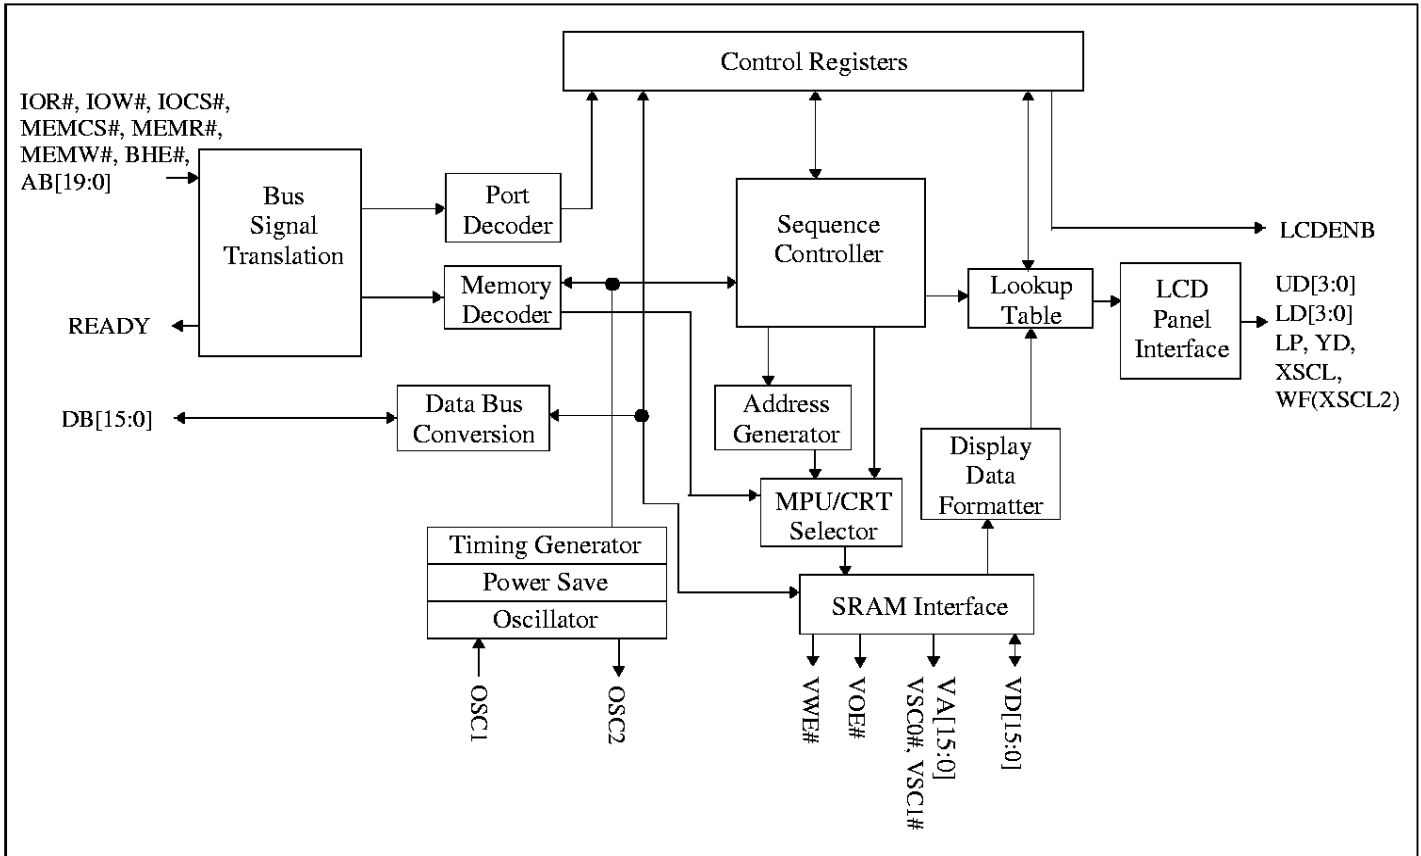 Control Registers
IOR#, IOW#, IOCS#,
MEMCS#, MEMR#,
MEMW#, BHE#,
AB[19:0]
Bus
Signal
Translation
Port
Decoder
Sequence
Controller
LCDENB
Memory
Decoder
Lookup
Table
LCD
Panel
Interface
UD[3:0]
LD[3:0]
LP, YD,
XSCL,
WF(XSCL2)
READY
DB[15:0]
Data Bus
Conversion
Address
Generator
Display
Data
Formatter
MPU/CRT
Selector
Timing Generator
Power Save
Oscillator
SRAM Interface
OSC1
OSC2
VWE#
VOE#
VA[15:0]
VSC0#, VSC1#
VD[15:0]